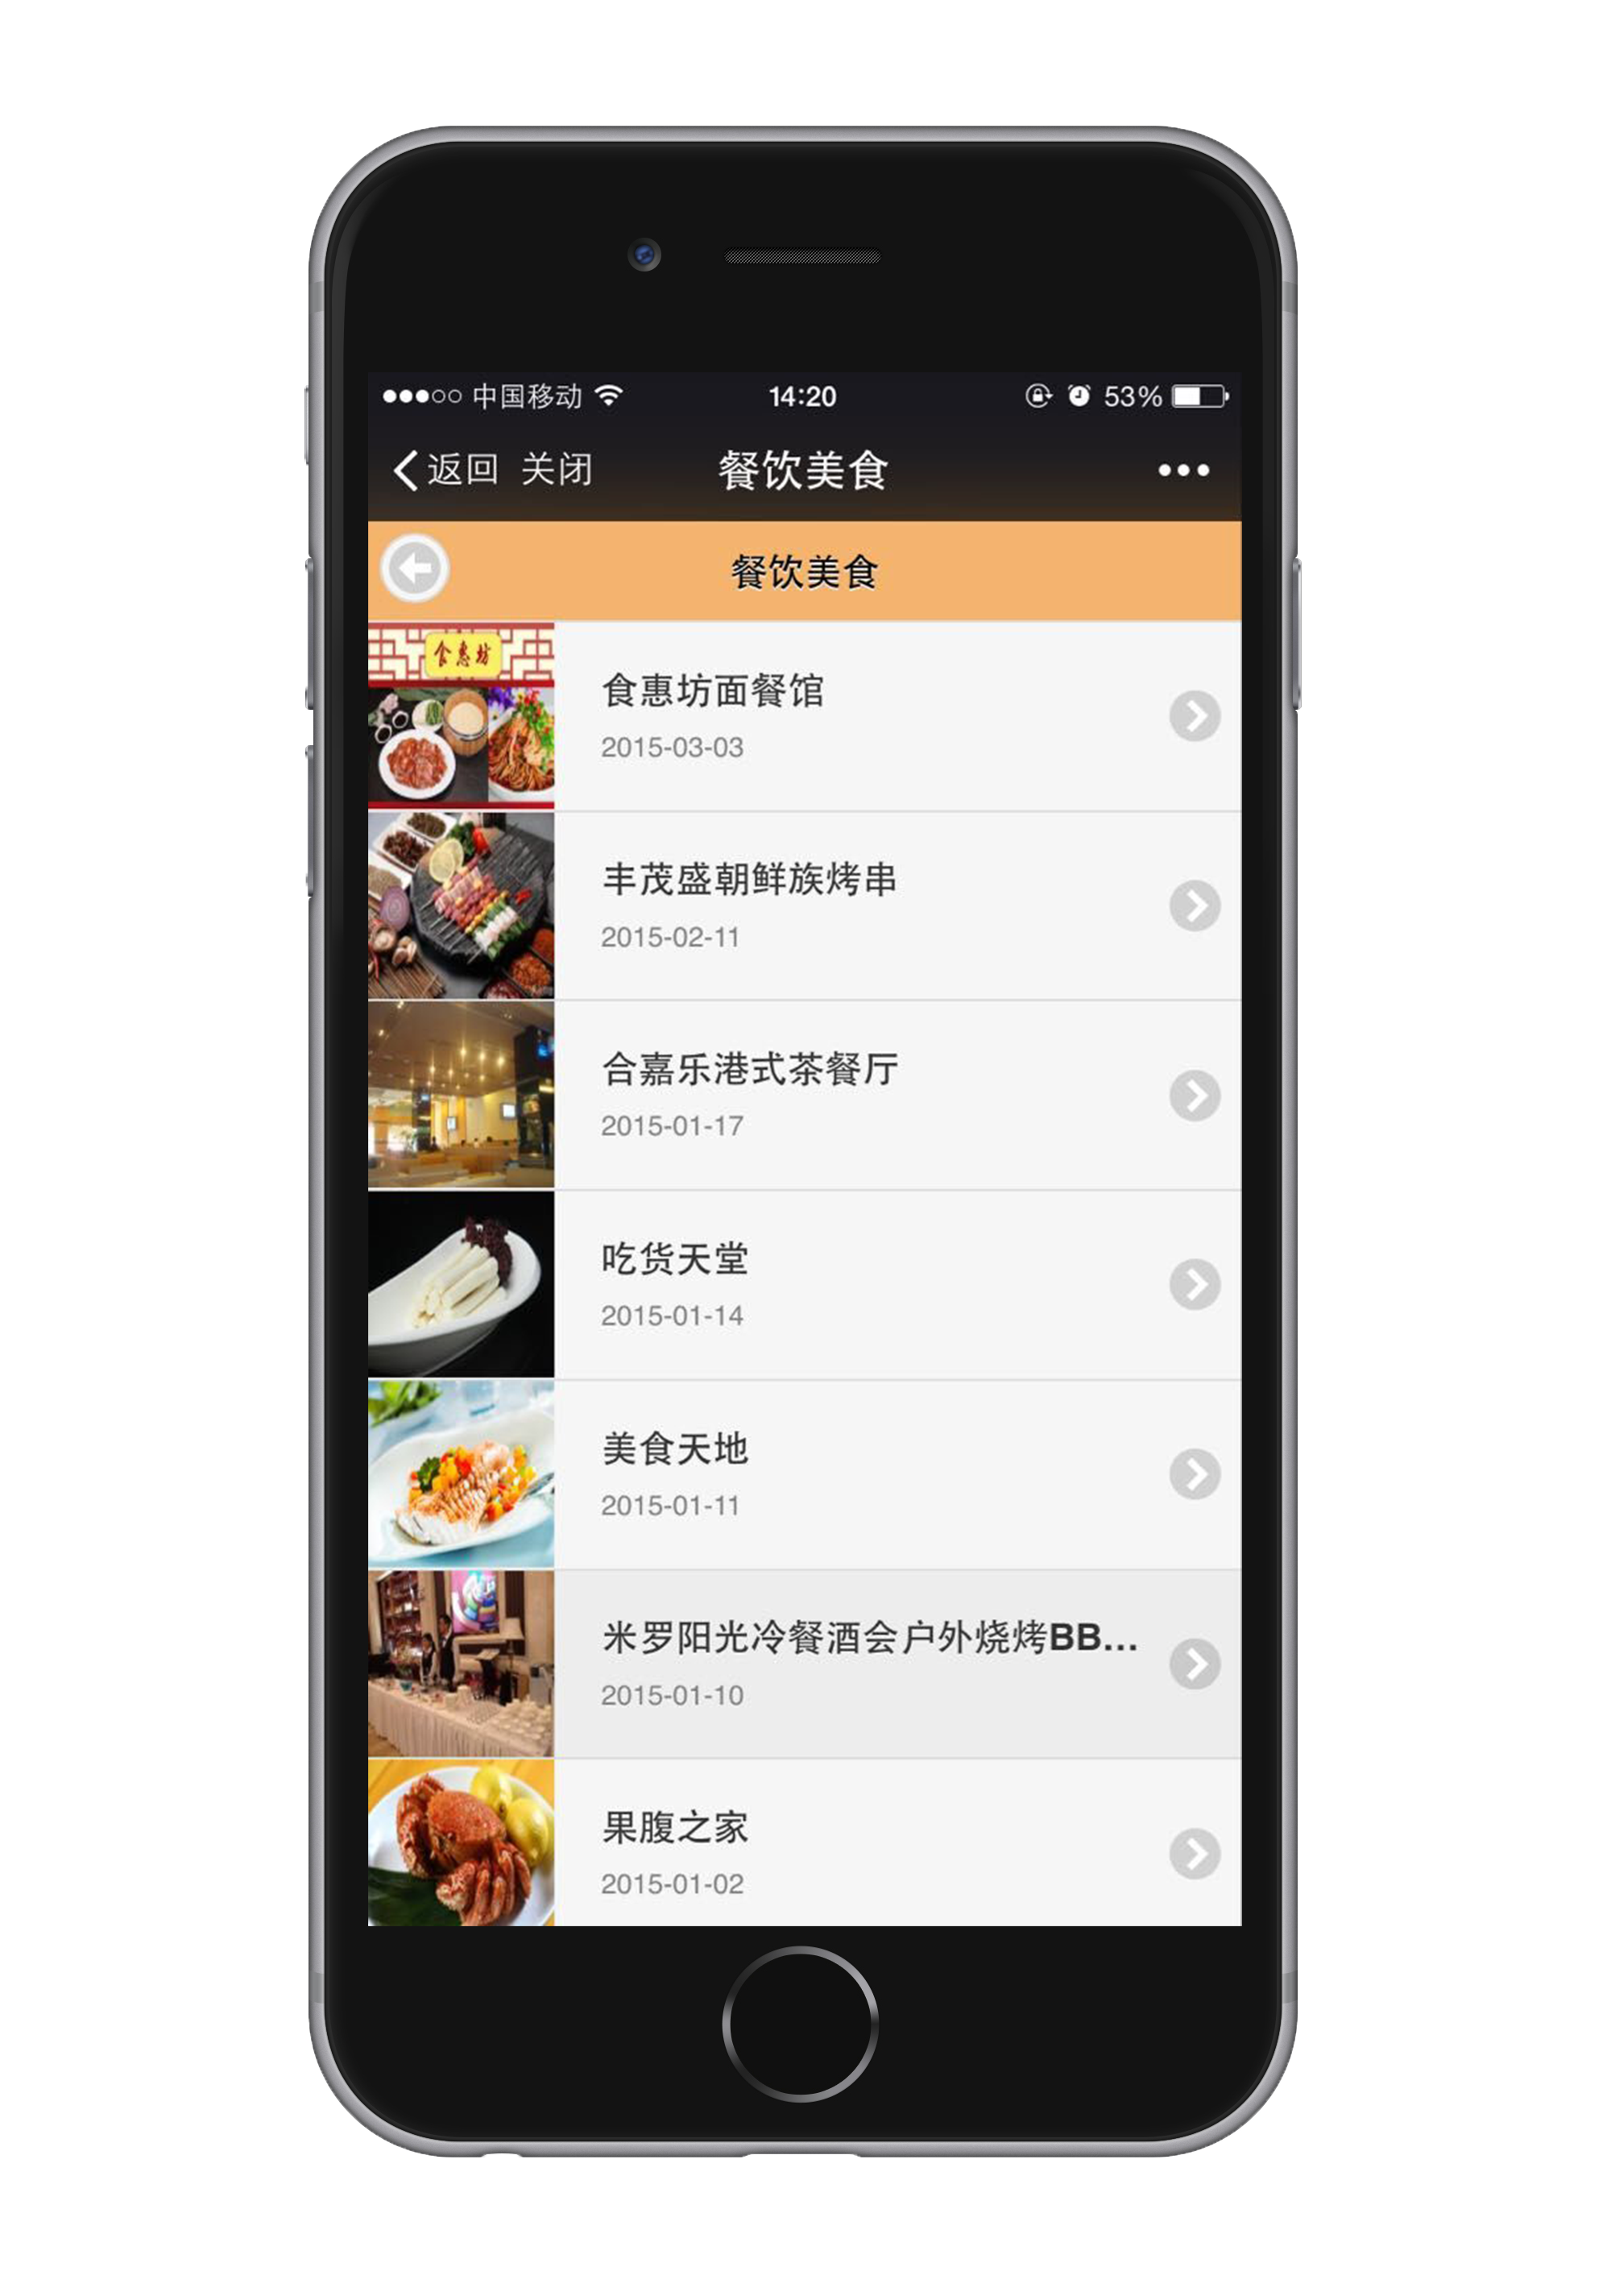 中国移动 14:20 53%
返回 关闭 餐饮美食
餐饮美食
食惠坊
食惠坊面餐馆
2015-03-03
丰茂盛朝鲜族烤串
2015-02-11
合嘉乐港式茶餐厅
2015-01-17
吃货天堂
2015-01-14
美食天地
2015-01-11
米罗阳光冷餐酒会户外烧烤BB...
2015-01-10
果腹之家
2015-01-02